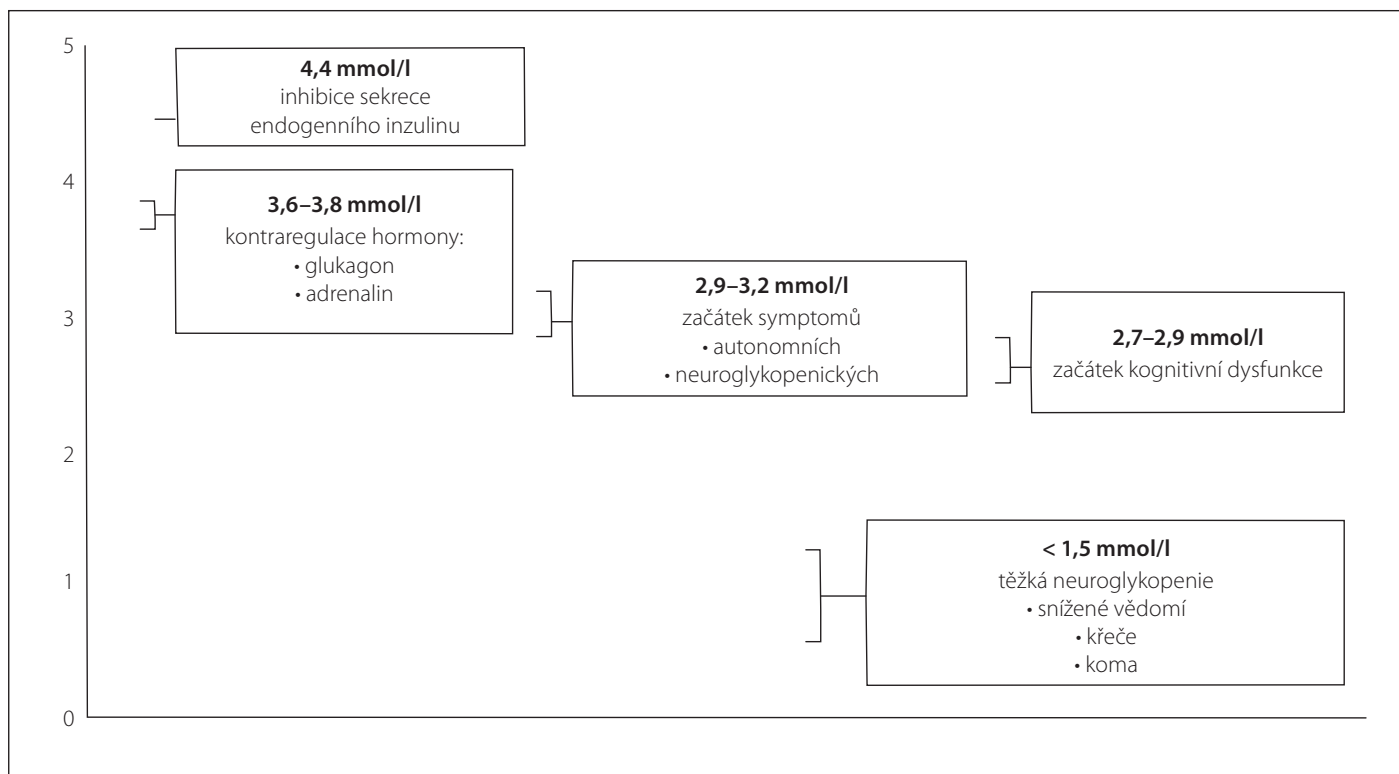 5
4,4 mmol/l
inhibice sekrece
endogenního inzulinu
4
3,6–3,8 mmol/l
kontraregulace hormony:
• glukagon
• adrenalin
3
2,9–3,2 mmol/l
začátek symptomů
• autonomních
• neuroglykopenických
2,7–2,9 mmol/l
začátek kognitivní dysfunkce
2
1
< 1,5 mmol/l
těžká neuroglykopenie
• snížené vědomí
• křeče
• koma
0